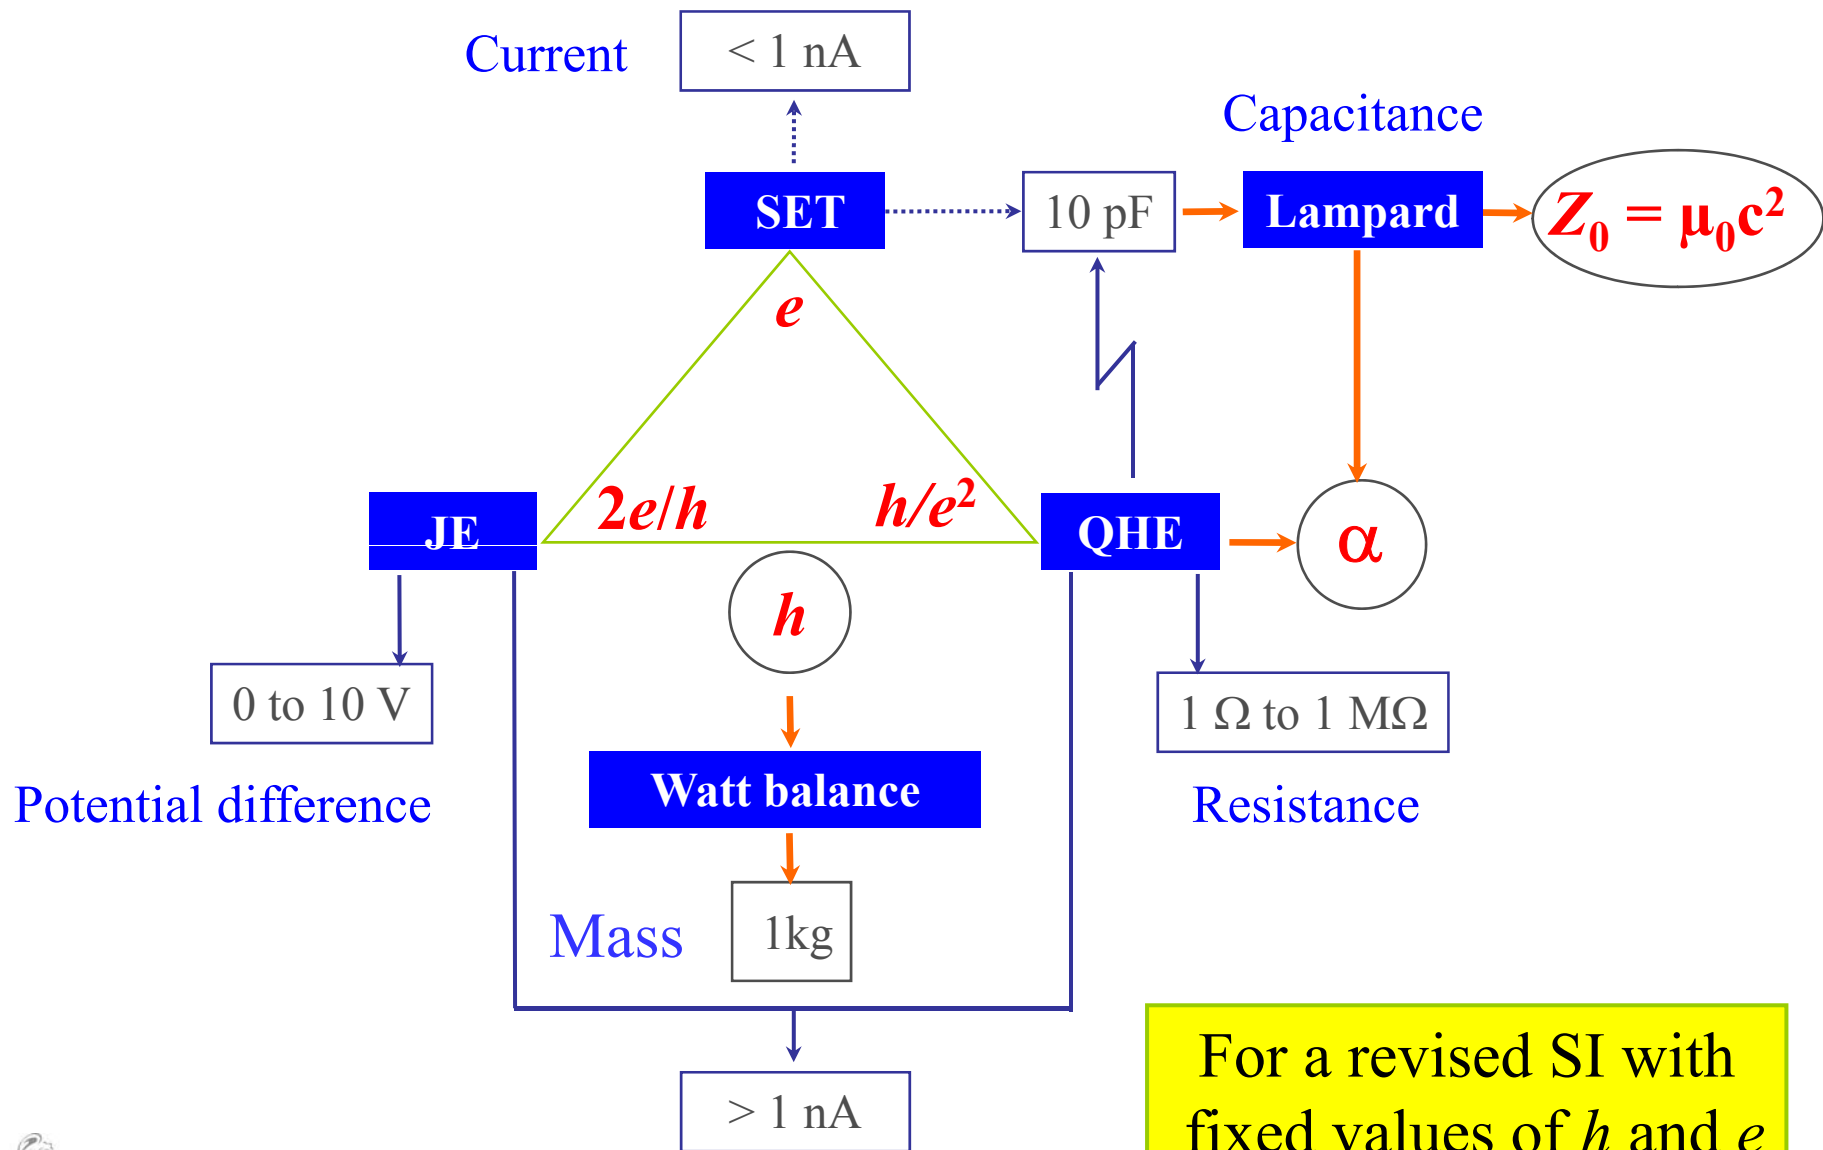 Current
< 1 nA
Capacitance
SET
10 pF
Lampard
Z₀ = μ₀c²
e
2e/h
h/e²
JE
QHE
α
h
0 to 10 V
1 Ω to 1 MΩ
Potential difference
Watt balance
Resistance
Mass
1kg
For a revised SI with
fixed values of h and e
> 1 nA